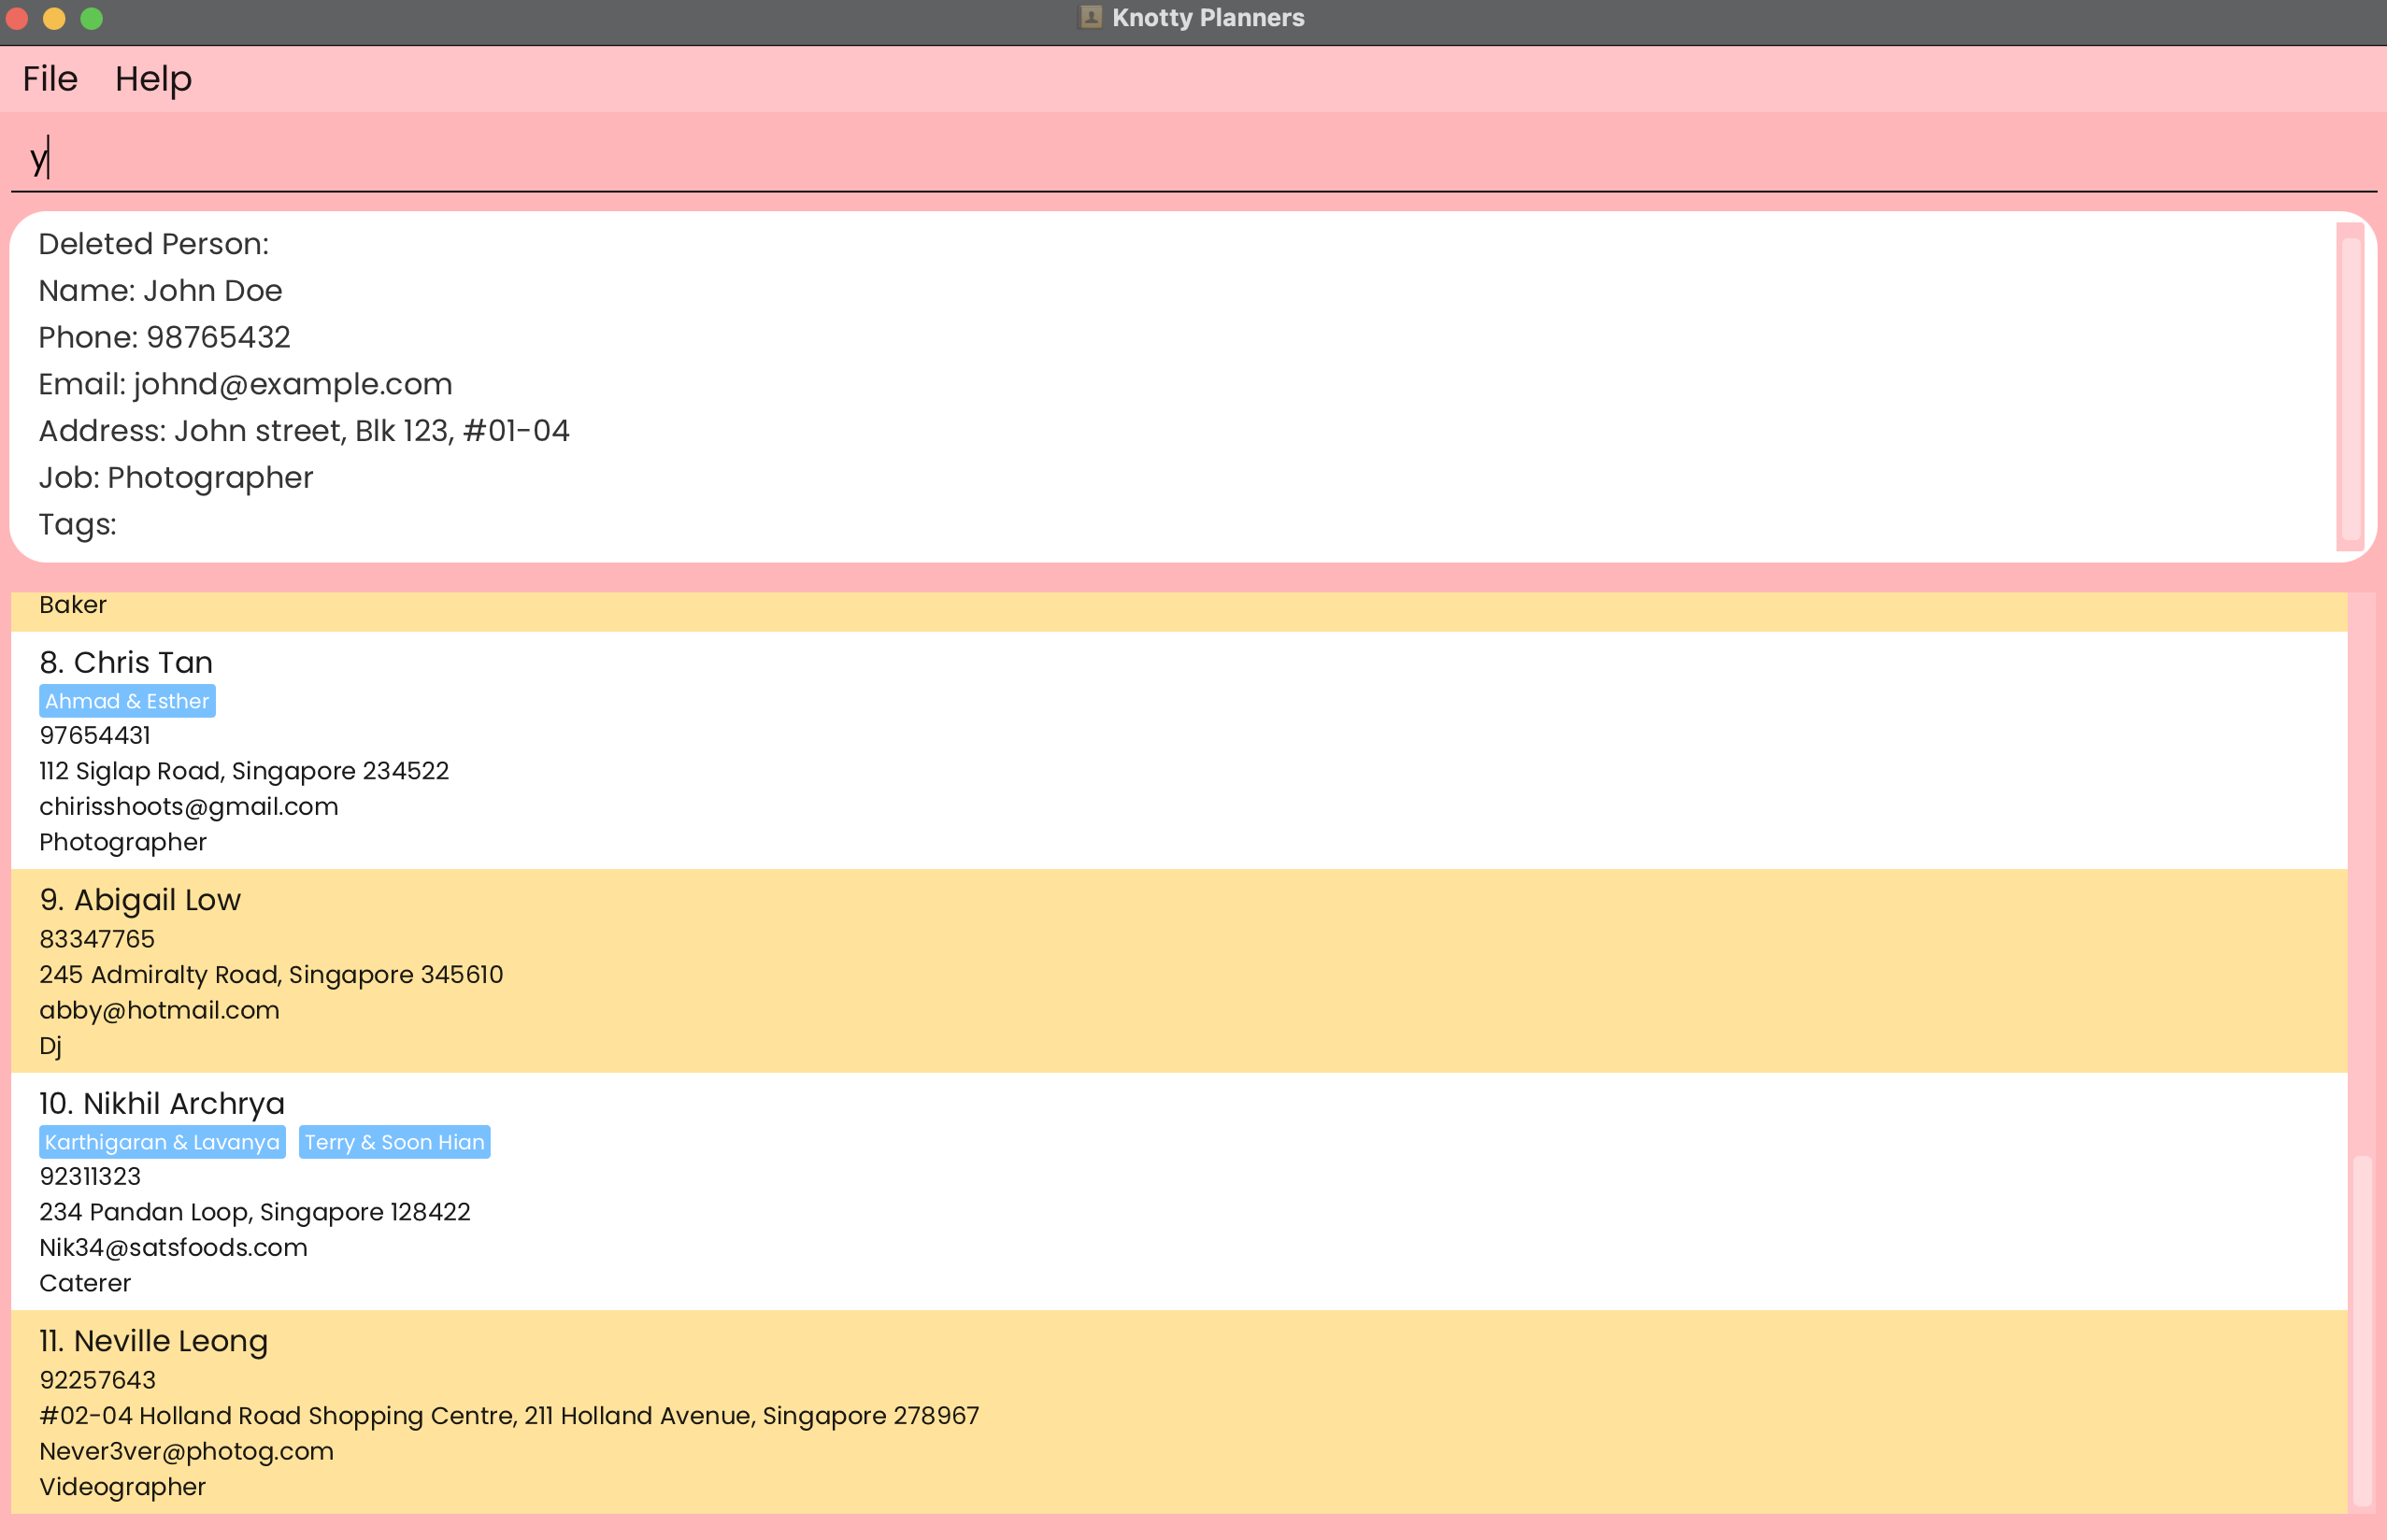 Knotty Planners
File Help
y
Deleted Person:
Name: John Doe
Phone: 98765432
Email: johnd@example.com
Address: John street, Blk 123, #01-04
Job: Photographer
Tags:
Baker
8. Chris Tan
Ahmad & Esther
97654431
112 Siglap Road, Singapore 234522
chirisshoots@gmail.com
Photographer
9. Abigail Low
83347765
245 Admiralty Road, Singapore 345610
abby@hotmail.com
Dj
10. Nikhil Archrya
Karthigaran & Lavanya Terry & Soon Hian
92311323
234 Pandan Loop, Singapore 128422
Nik34@satsfoods.com
Caterer
11. Neville Leong
92257643
#02-04 Holland Road Shopping Centre, 211 Holland Avenue, Singapore 278967
Never3ver@photog.com
Videographer